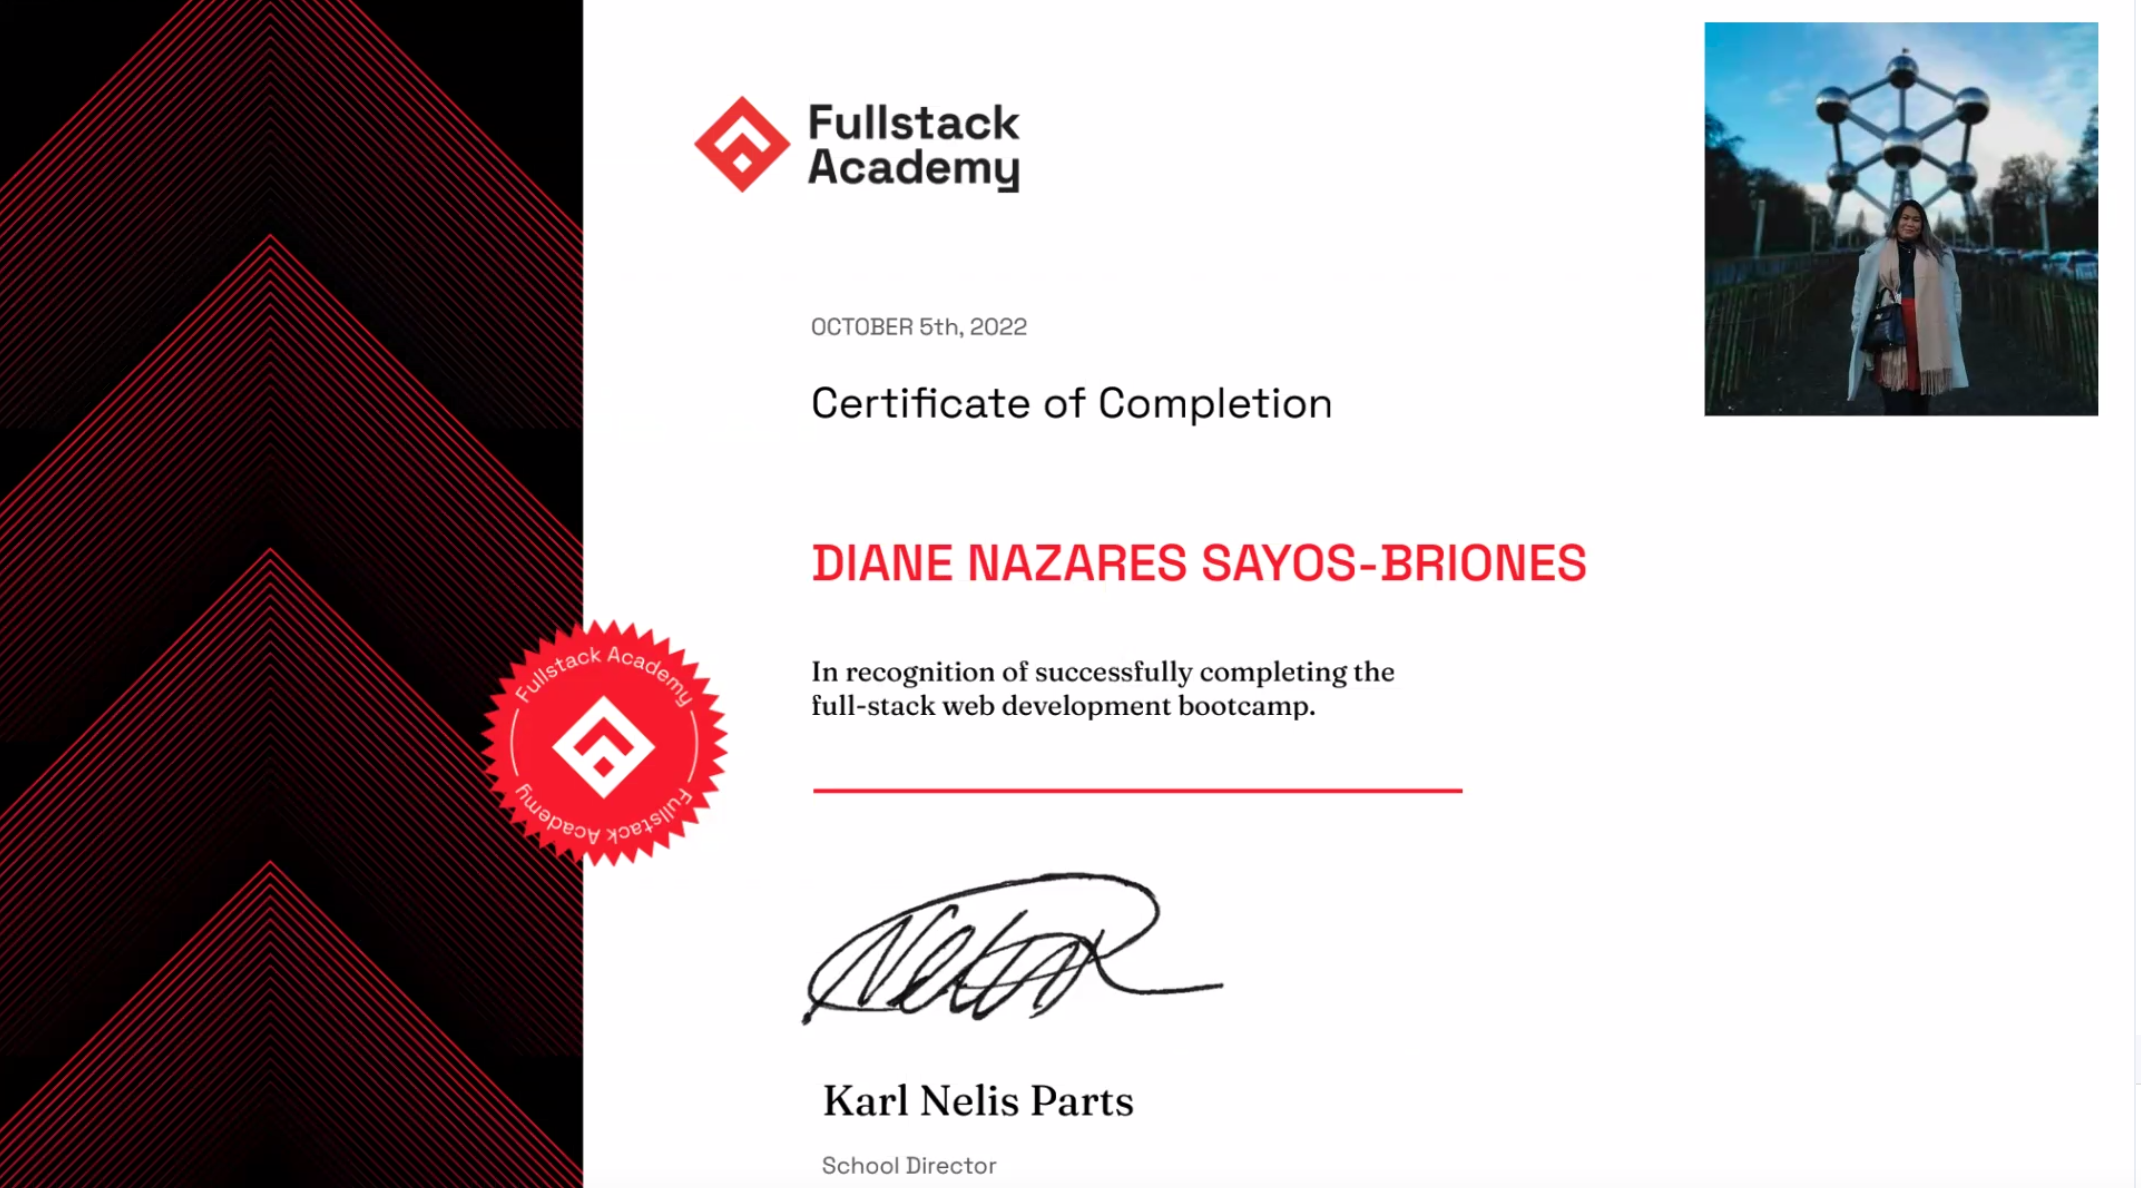 Fullstack
Academy
OCTOBER 5th, 2022
Certificate of Completion
DIANE NAZARES SAYOS-BRIONES
In recognition of successfully completing the
full-stack web development bootcamp.
Fullstack Academy
Fullstack Academy
Karl Nelis Parts
School Director